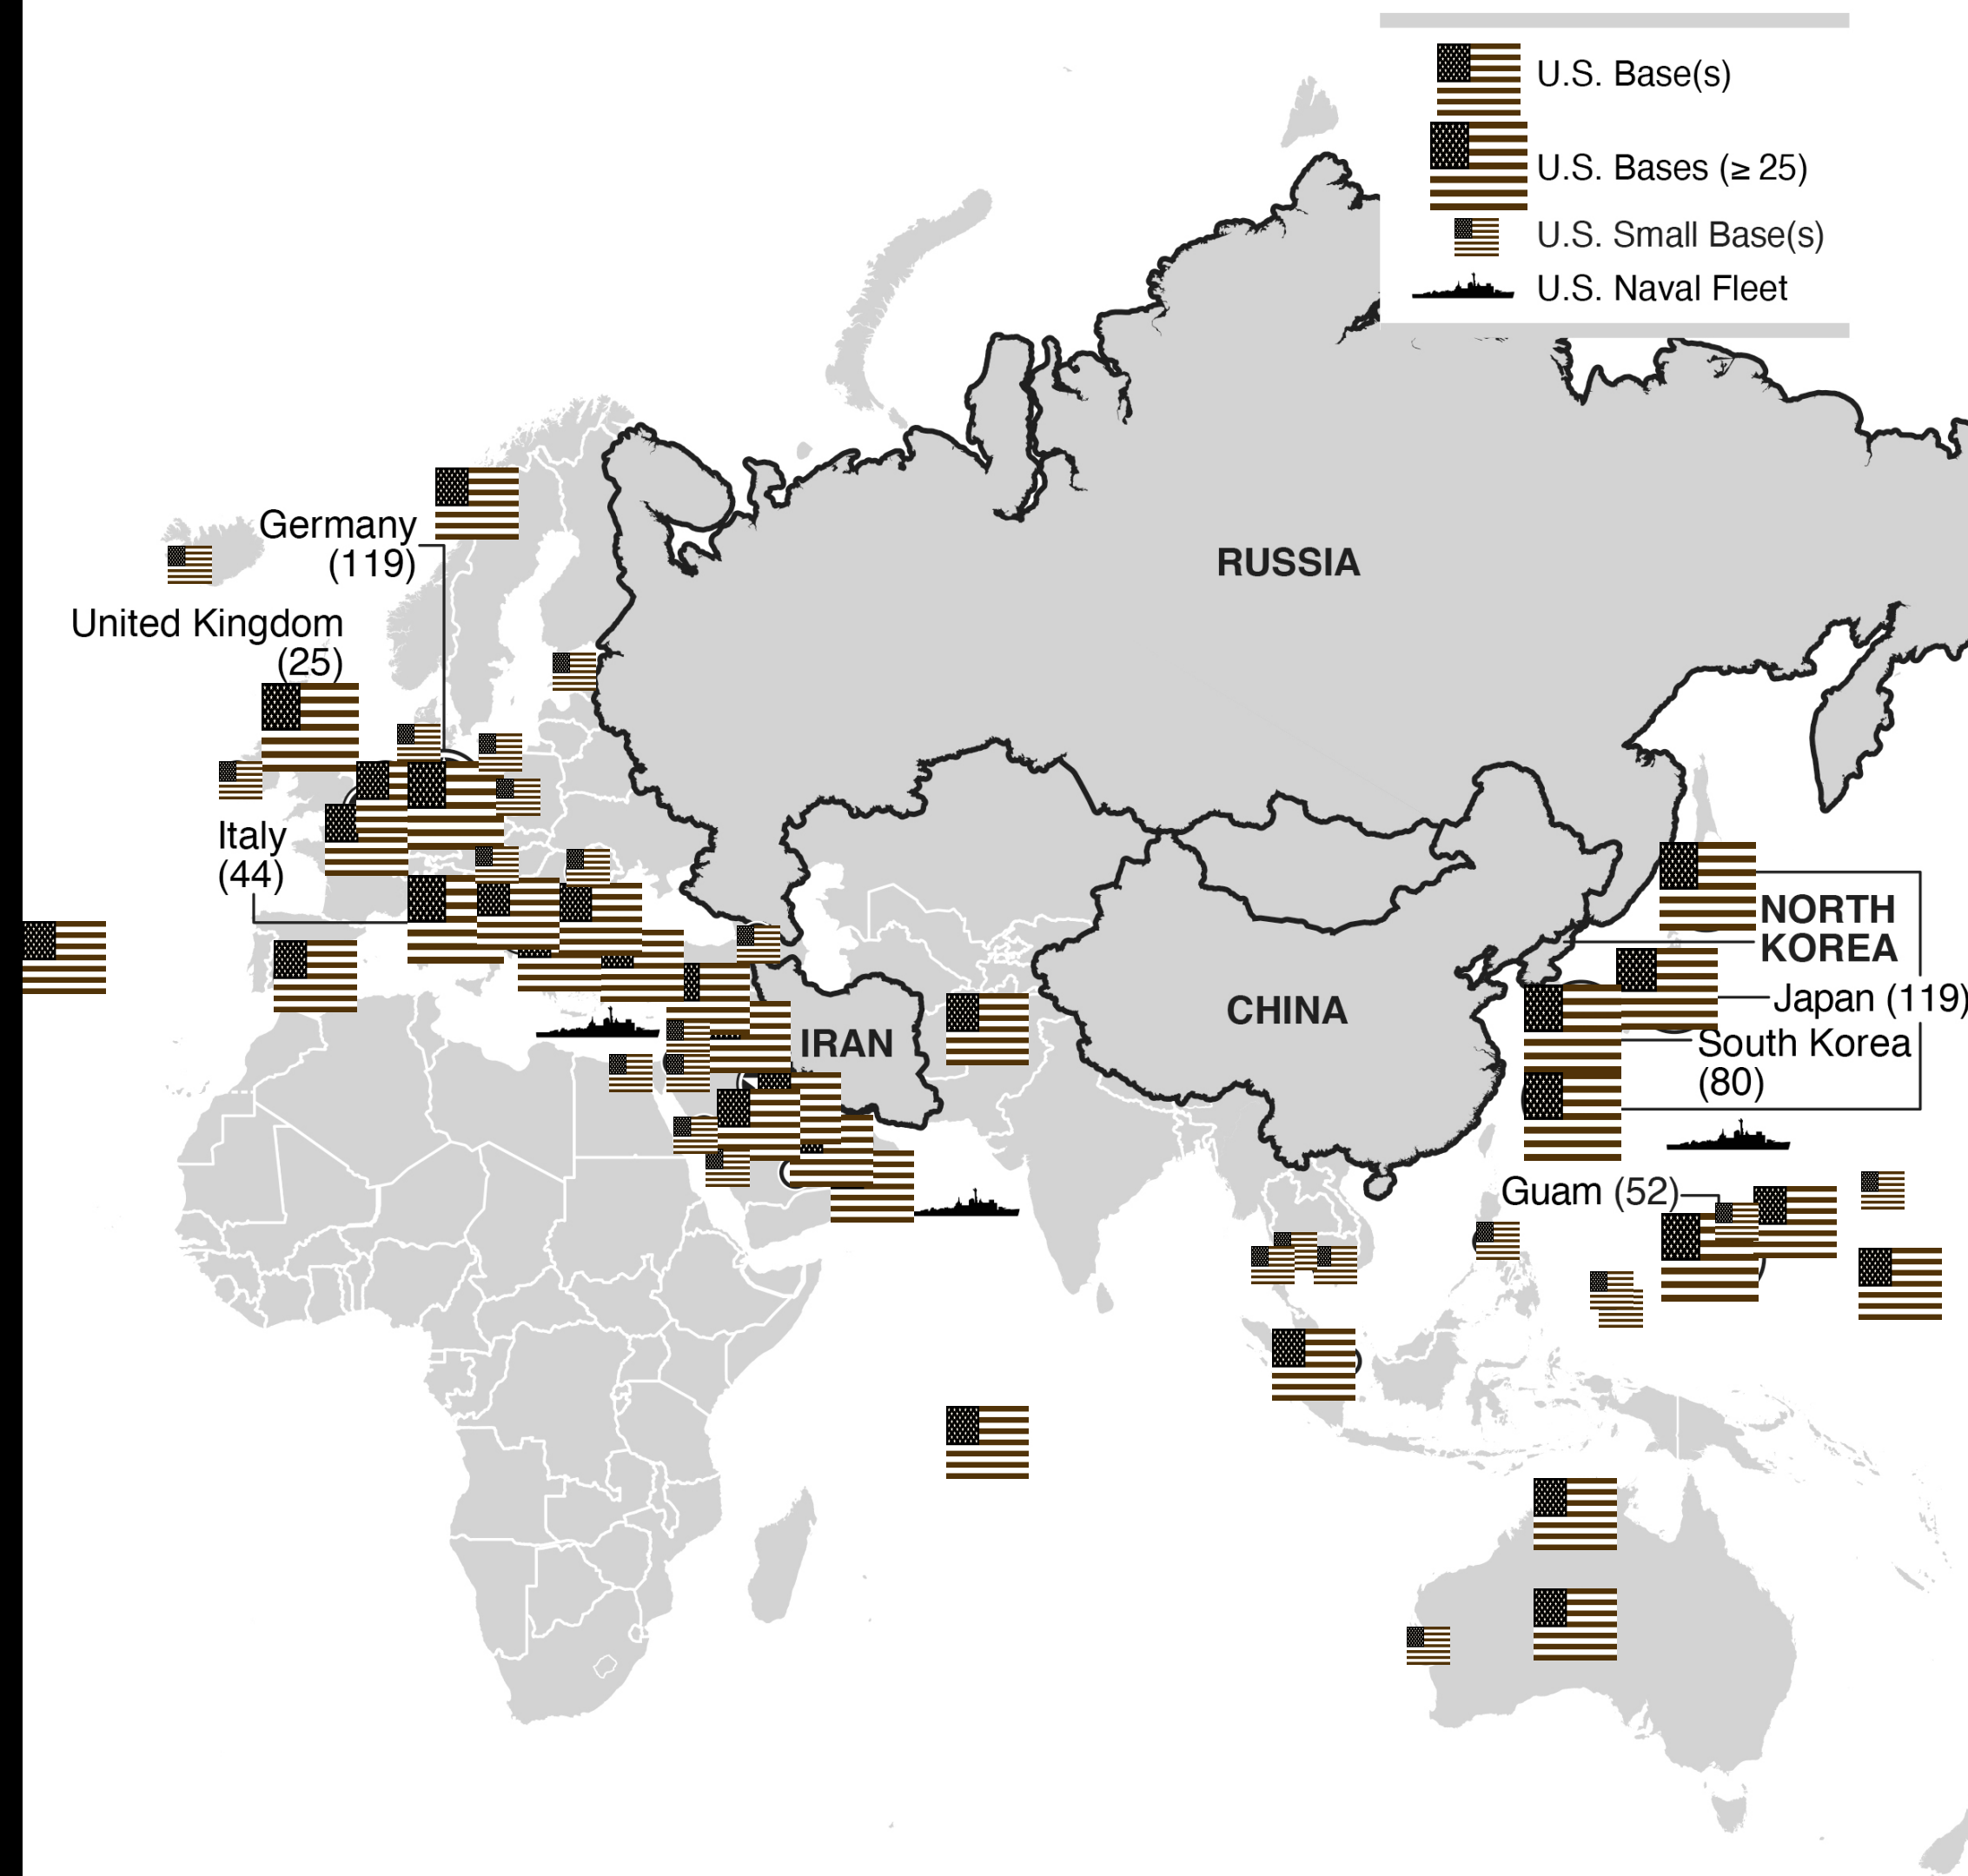 U.S. Base(s)
U.S. Bases (≥ 25)
U.S. Small Base(s)
U.S. Naval Fleet
Germany
(119)
RUSSIA
United Kingdom
(25)
Italy
(44)
NORTH
KOREA
Japan (119)
South Korea
(80)
CHINA
IRAN
Guam (52)